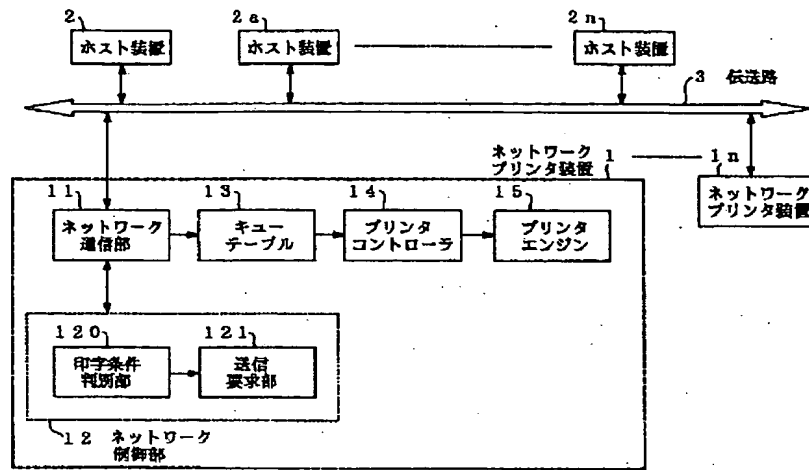 2
ホスト装置
2a
ホスト装置
2n
ホスト装置
3 伝送路
ネットワーク
プリンタ装置
1
1n
ネットワーク
プリンタ装置
11
ネットワーク
通信部
13
キュー
テーブル
14
プリンタ
コントローラ
15
プリンタ
エンジン
120
印字条件
判別部
121
送信
要求部
12 ネットワーク
制御部